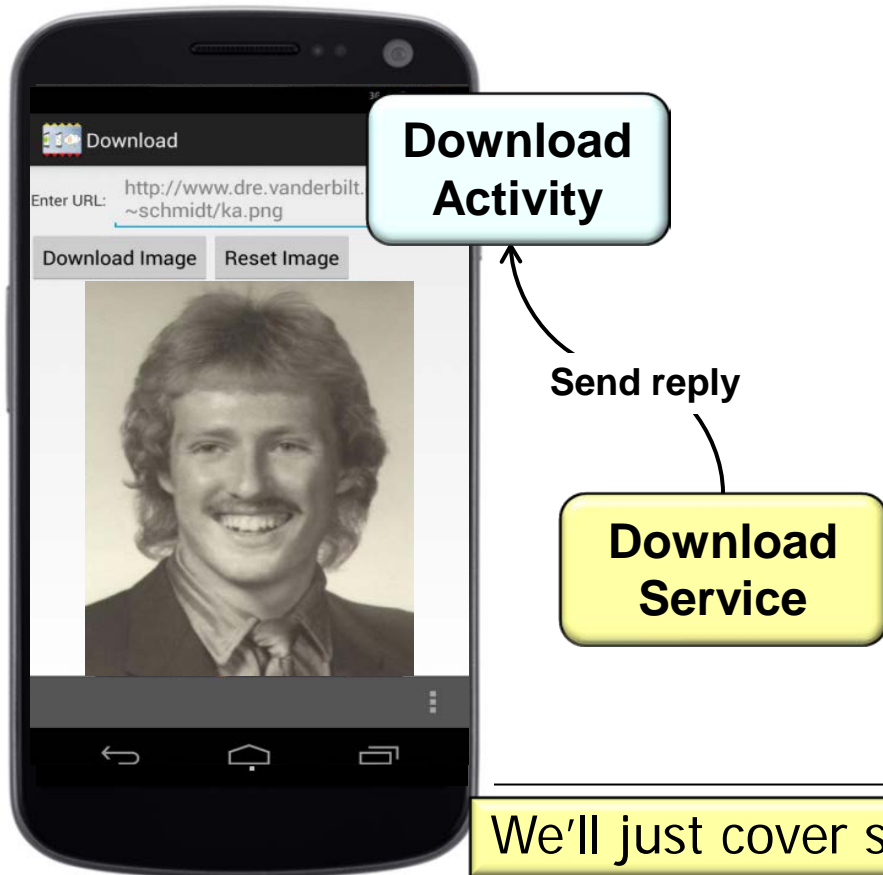 Download
Enter URL:
http://www.dre.vanderbilt.
~schmidt/ka.png
Download Image
Reset Image
Download
Activity
Send reply
Download
Service
We'll just cover s